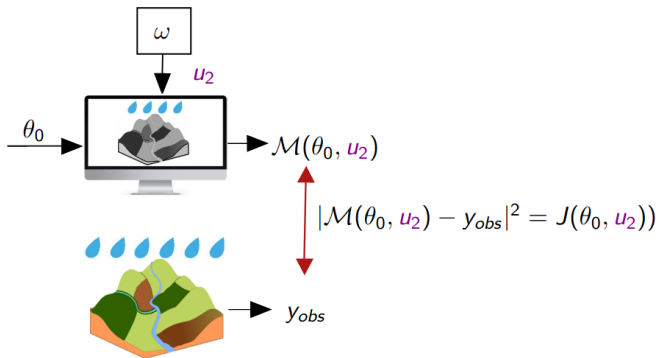 ω
u₂
θ₀
ℳ(θ₀, u₂)
|ℳ(θ₀, u₂) − y_obs|² = J(θ₀, u₂))
y_obs